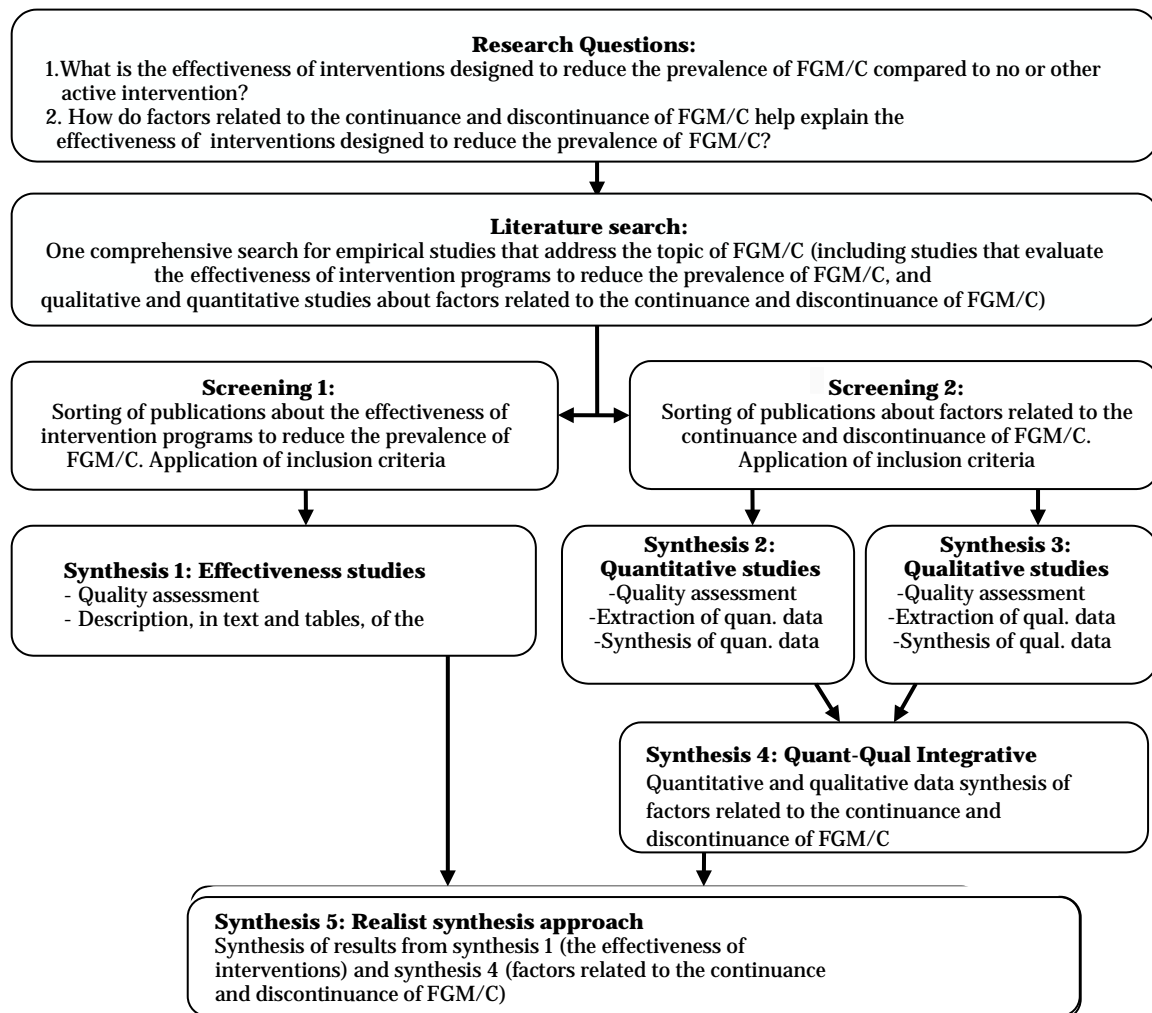 Research Questions:
1.What is the effectiveness of interventions designed to reduce the prevalence of FGM/C compared to no or other
active intervention?
2. How do factors related to the continuance and discontinuance of FGM/C help explain the
effectiveness of interventions designed to reduce the prevalence of FGM/C?
Literature search:
One comprehensive search for empirical studies that address the topic of FGM/C (including studies that evaluate
the effectiveness of intervention programs to reduce the prevalence of FGM/C, and
qualitative and quantitative studies about factors related to the continuance and discontinuance of FGM/C)
Screening 1:
Sorting of publications about the effectiveness of
intervention programs to reduce the prevalence of
FGM/C. Application of inclusion criteria
Screening 2:
Sorting of publications about factors related to the
continuance and discontinuance of FGM/C.
Application of inclusion criteria
Synthesis 1: Effectiveness studies
- Quality assessment
- Description, in text and tables, of the
Synthesis 2:
Quantitative studies
-Quality assessment
-Extraction of quan. data
-Synthesis of quan. data
Synthesis 3:
Qualitative studies
-Quality assessment
-Extraction of qual. data
-Synthesis of qual. data
Synthesis 4: Quant-Qual Integrative
Quantitative and qualitative data synthesis of
factors related to the continuance and
discontinuance of FGM/C
Synthesis 5: Realist synthesis approach
Synthesis of results from synthesis 1 (the effectiveness of
interventions) and synthesis 4 (factors related to the continuance
and discontinuance of FGM/C)